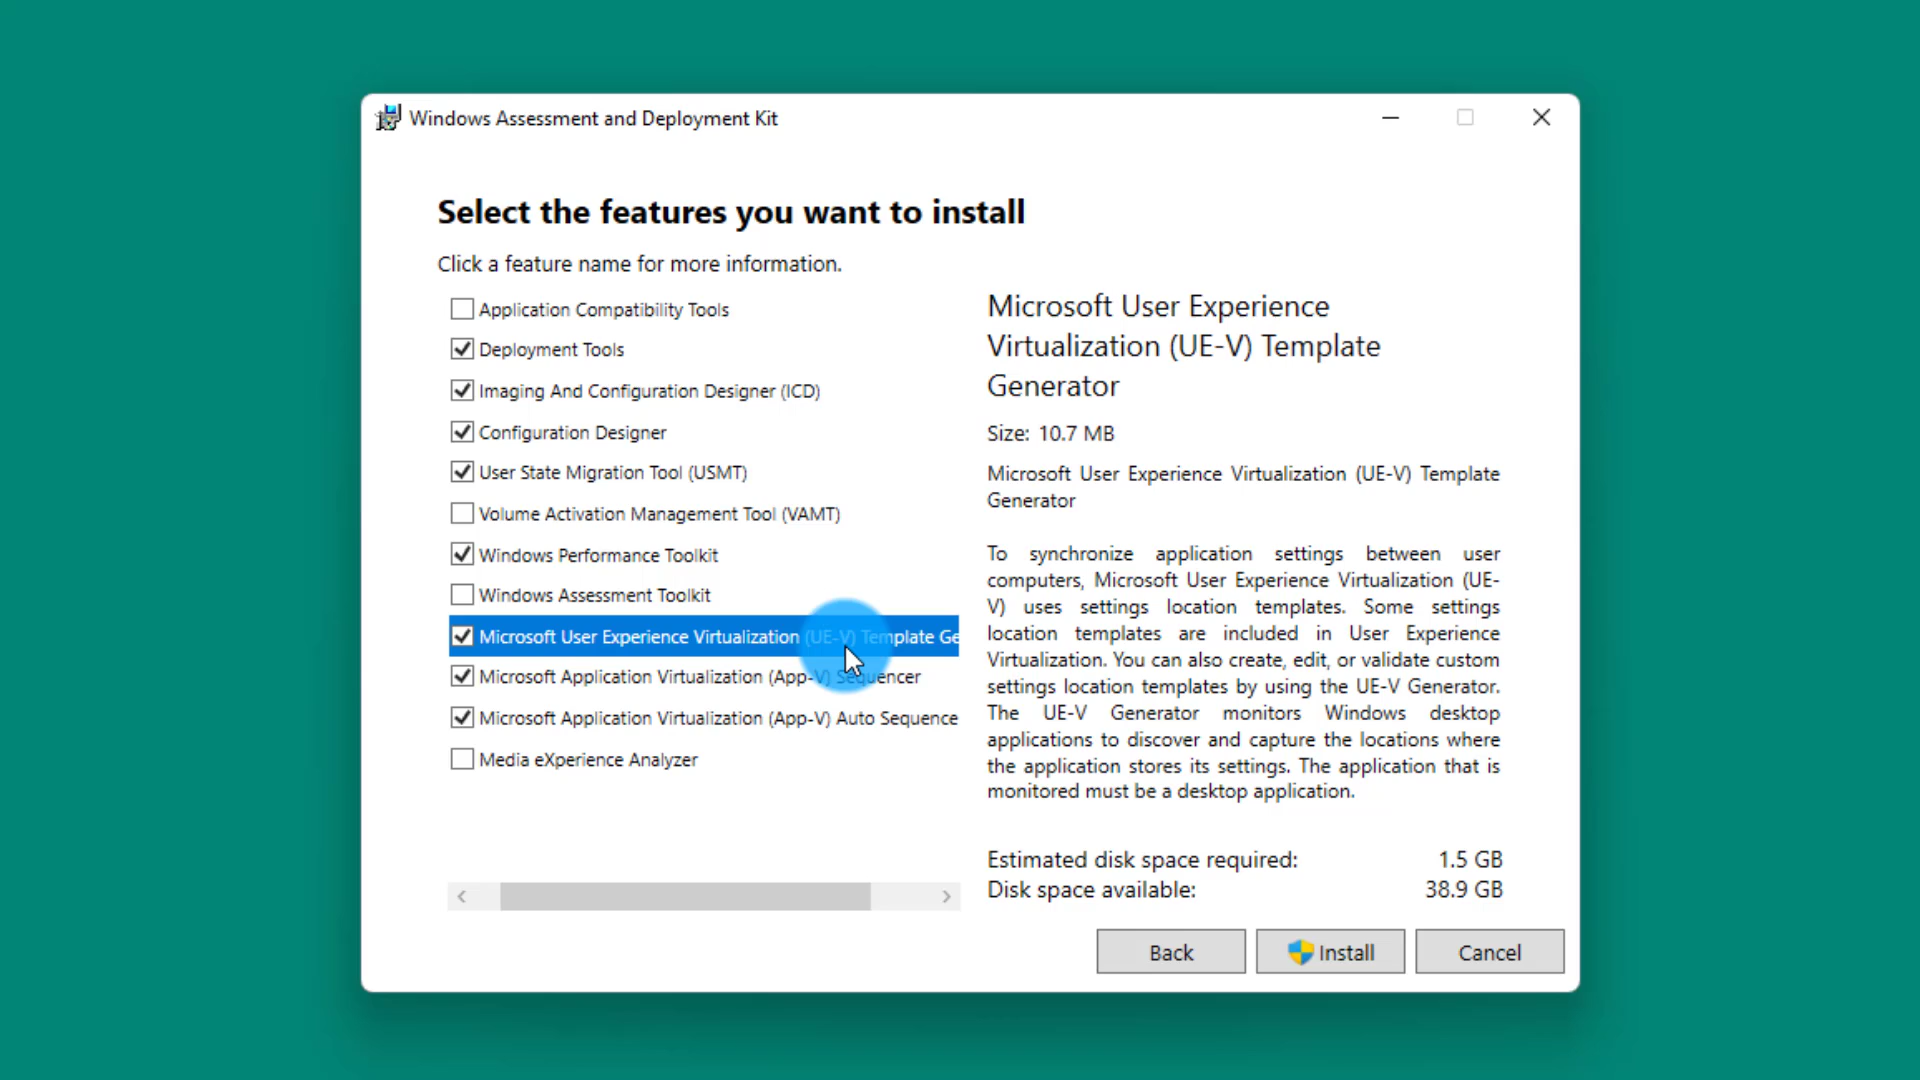 Windows Assessment and Deployment Kit
Select the features you want to install
Click a feature name for more information.
Application Compatibility Tools
Deployment Tools
Imaging And Configuration Designer (ICD)
Configuration Designer
User State Migration Tool (USMT)
Volume Activation Management Tool (VAMT)
Windows Performance Toolkit
Windows Assessment Toolkit
Microsoft User Experience Virtualization (UE-V) Template Ge
Microsoft Application Virtualization (App-V) Sequencer
Microsoft Application Virtualization (App-V) Auto Sequence
Media eXperience Analyzer
Microsoft User Experience
Virtualization (UE-V) Template
Generator
Size: 10.7 MB
Microsoft User Experience Virtualization (UE-V) Template
Generator
To synchronize application settings between user
computers, Microsoft User Experience Virtualization (UE-
V) uses settings location templates. Some settings
location templates are included in User Experience
Virtualization. You can also create, edit, or validate custom
settings location templates by using the UE-V Generator.
The UE-V Generator monitors Windows desktop
applications to discover and capture the locations where
the application stores its settings. The application that is
monitored must be a desktop application.
Estimated disk space required: 1.5 GB
Disk space available: 38.9 GB
Back Install Cancel